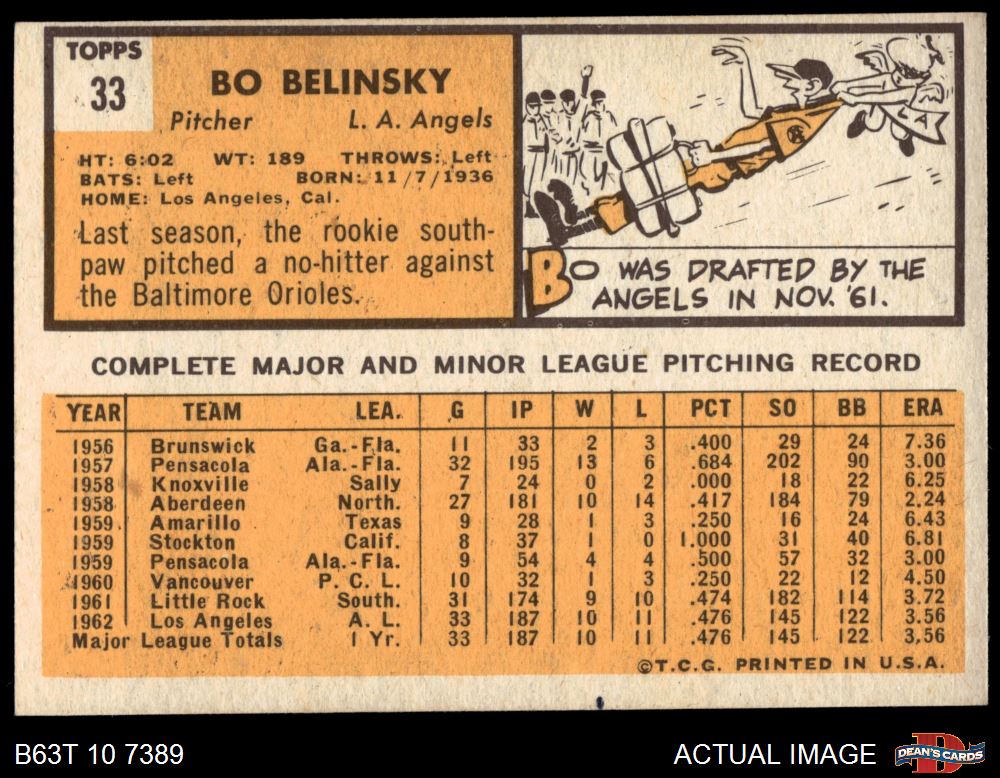 TOPPS
33
BO BELINSKY
Pitcher L. A. Angels
HT: 6:02 WT: 189 THROWS: Left
BATS: Left BORN: 11/7/1936
HOME: Los Angeles, Cal.
Last season, the rookie south-
paw pitched a no-hitter against
the Baltimore Orioles.
LA
BO WAS DRAFTED BY THE
ANGELS IN NOV. '61.
COMPLETE MAJOR AND MINOR LEAGUE PITCHING RECORD
YEAR TEAM LEA. G IP W L PCT SO BB ERA
1956 Brunswick Ga.-Fla. 11 33 2 3 .400 29 24 7.36
1957 Pensacola Ala.-Fla. 32 195 13 6 .684 202 90 3.00
1958 Knoxville Sally 7 24 0 2 .000 18 22 6.25
1958 Aberdeen North. 27 181 10 14 .417 184 79 2.24
1959 Amarillo Texas 9 28 1 3 .250 16 24 6.43
1959 Stockton Calif. 8 37 1 0 1.000 31 40 6.81
1959 Pensacola Ala.-Fla. 9 54 4 4 .500 57 32 3.00
1960 Vancouver P. C. L. 10 32 1 3 .250 22 12 4.50
1961 Little Rock South. 31 174 9 10 .474 182 114 3.72
1962 Los Angeles A. L. 33 187 10 11 .476 145 122 3.56
Major League Totals 1 Yr. 33 187 10 11 .476 145 122 3.56
©T.C.G. PRINTED IN U.S.A.
B63T 10 7389 ACTUAL IMAGE DEAN'S CARDS